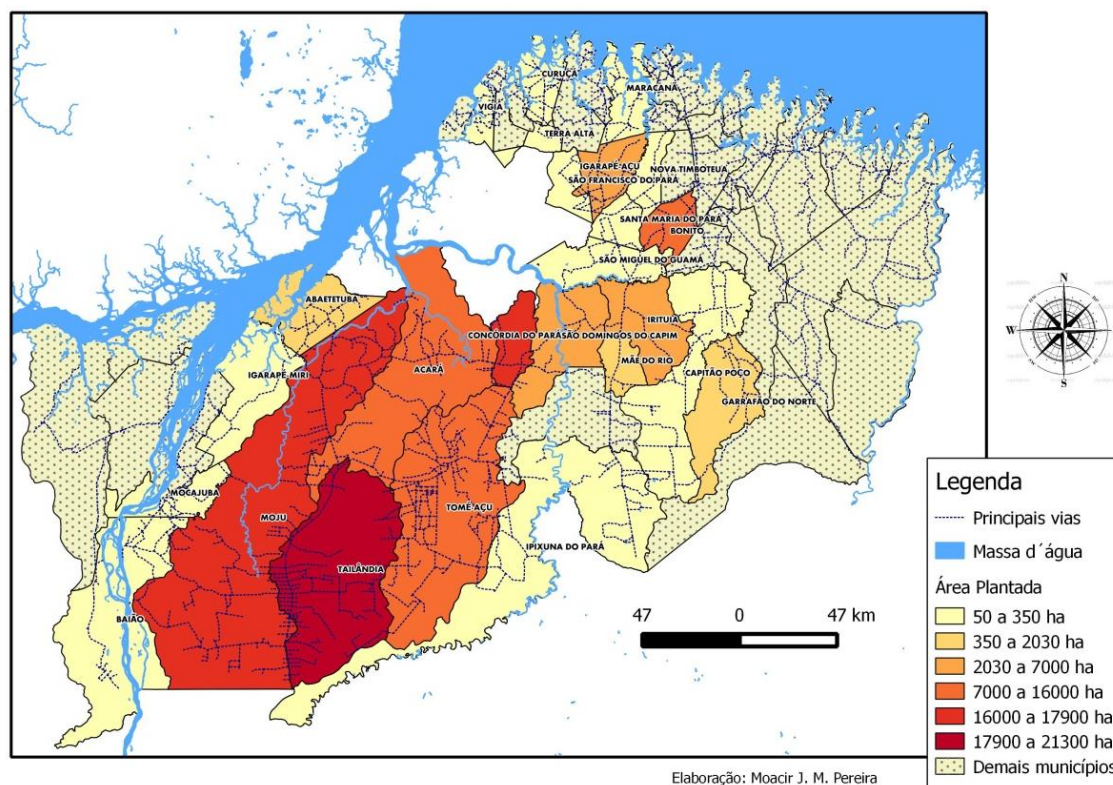 CURUÇÁ
MARACANÃ
VIGIA
TERRA ALTA
IGARAPÉ-AÇU
NOVA TIMBOTEUA
SÃO FRANCISCO DO PARÁ
SANTA MARIA DO PARÁ
BONITO
SÃO MIGUEL DO GUAMÁ
ABAETETUBA
IRITUIA
CONCÓRDIA DO PARÁ
SÃO DOMINGOS DO CAPIM
MÃE DO RIO
ACARÁ
IGARAPÉ-MIRI
CAPITÃO POÇO
GARRAFÃO DO NORTE
MOCAJUBA
TOMÉ-AÇU
MOJU
IPIXUNA DO PARÁ
TAILÂNDIA
BAIÃO
N
W
E
S
47 0 47 km
Legenda
Principais vias
Massa d´água
Área Plantada
50 a 350 ha
350 a 2030 ha
2030 a 7000 ha
7000 a 16000 ha
16000 a 17900 ha
17900 a 21300 ha
Demais municípios
Elaboração: Moacir J. M. Pereira